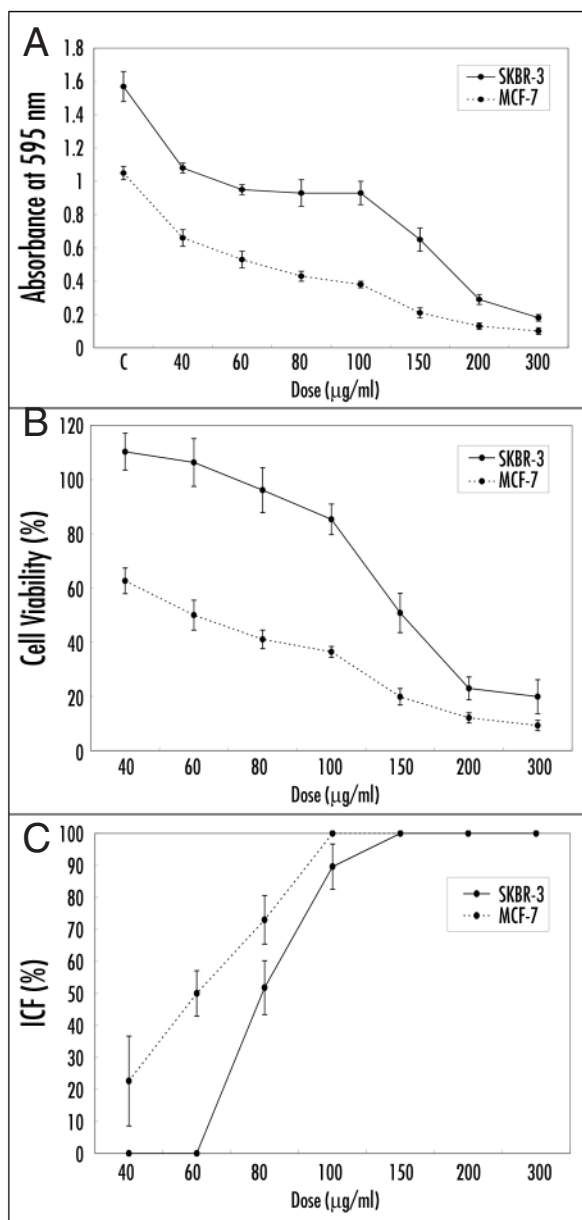 A
Absorbance at 595 nm
1.8
1.6
1.4
1.2
1
0.8
0.6
0.4
0.2
0
SKBR-3
MCF-7
C 40 60 80 100 150 200 300
Dose (μg/ml)
B
Cell Viability (%)
120
100
80
60
40
20
0
SKBR-3
MCF-7
40 60 80 100 150 200 300
Dose (μg/ml)
C
ICF (%)
100
90
80
70
60
50
40
30
20
10
0
SKBR-3
MCF-7
40 60 80 100 150 200 300
Dose (μg/ml)